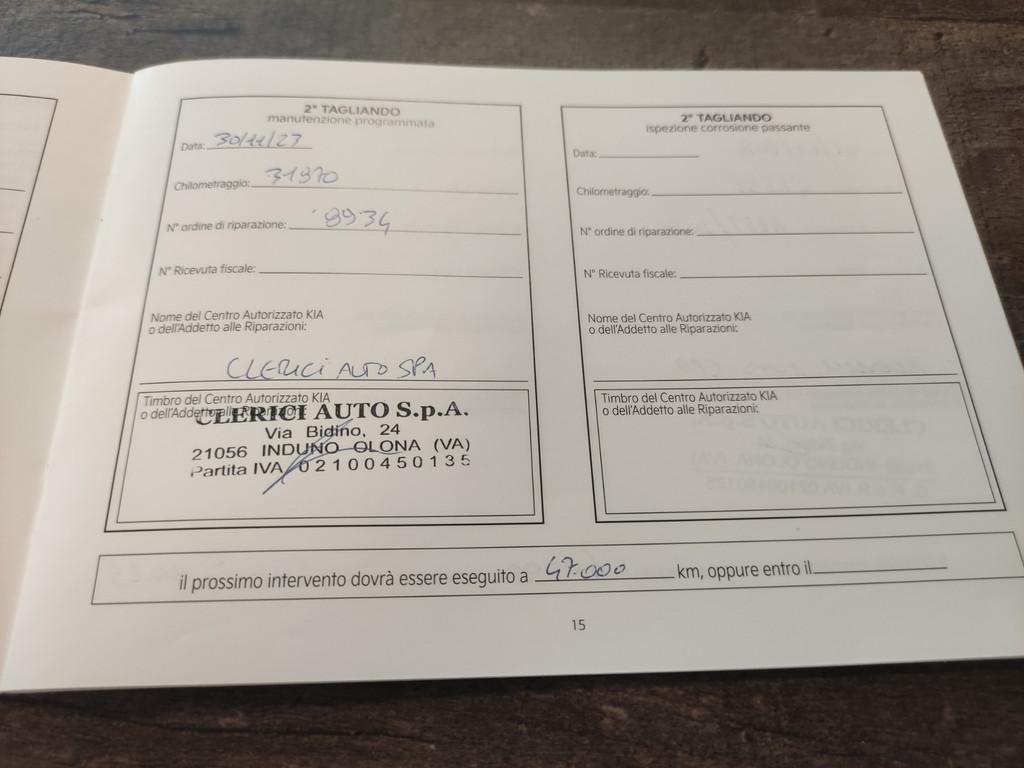 2° TAGLIANDO
manutenzione programmata
Data: 30/11/23
Chilometraggio: 31970
N° ordine di riparazione: 8934
N° Ricevuta fiscale:
Nome del Centro Autorizzato KIA
o dell'Addetto alle Riparazioni:
CLERICI AUTO SPA
Timbro del Centro Autorizzato KIA
o dell'Addetto alle Riparazioni:
CLERICI AUTO S.p.A.
Via Bidino, 24
21056 INDUNO OLONA (VA)
Partita IVA 02100450135
2° TAGLIANDO
ispezione corrosione passante
Data:
Chilometraggio:
N° ordine di riparazione:
N° Ricevuta fiscale:
Nome del Centro Autorizzato KIA
o dell'Addetto alle Riparazioni:
Timbro del Centro Autorizzato KIA
o dell'Addetto alle Riparazioni:
il prossimo intervento dovrà essere eseguito a 47.000 km, oppure entro il
15